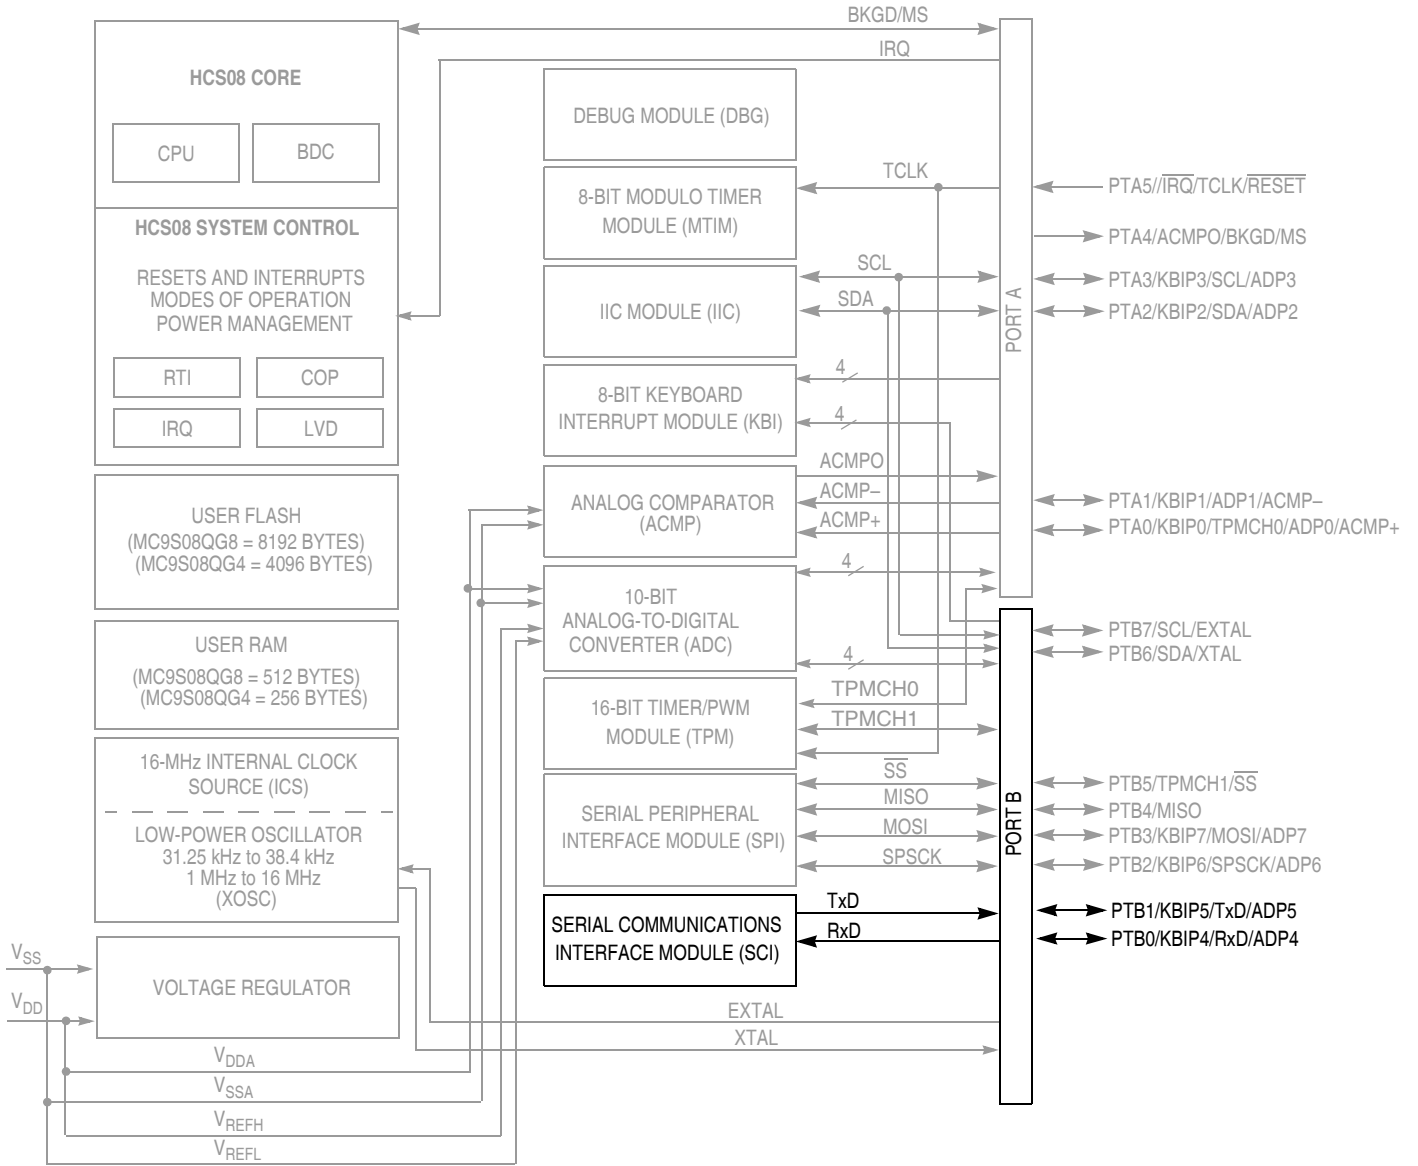 BKGD/MS
IRQ
HCS08 CORE
CPU
BDC
HCS08 SYSTEM CONTROL
RESETS AND INTERRUPTS
MODES OF OPERATION
POWER MANAGEMENT
RTI
COP
IRQ
LVD
USER FLASH
(MC9S08QG8 = 8192 BYTES)
(MC9S08QG4 = 4096 BYTES)
USER RAM
(MC9S08QG8 = 512 BYTES)
(MC9S08QG4 = 256 BYTES)
16-MHz INTERNAL CLOCK
SOURCE (ICS)
LOW-POWER OSCILLATOR
31.25 kHz to 38.4 kHz
1 MHz to 16 MHz
(XOSC)
VSS
VDD
VOLTAGE REGULATOR
VDDA
VSSA
VREFH
VREFL
DEBUG MODULE (DBG)
8-BIT MODULO TIMER
MODULE (MTIM)
TCLK
IIC MODULE (IIC)
SCL
SDA
8-BIT KEYBOARD
INTERRUPT MODULE (KBI)
4
4
ANALOG COMPARATOR
(ACMP)
ACMPO
ACMP–
ACMP+
10-BIT
ANALOG-TO-DIGITAL
CONVERTER (ADC)
4
4
16-BIT TIMER/PWM
MODULE (TPM)
TPMCH0
TPMCH1
SERIAL PERIPHERAL
INTERFACE MODULE (SPI)
SS
MISO
MOSI
SPSCK
SERIAL COMMUNICATIONS
INTERFACE MODULE (SCI)
TxD
RxD
EXTAL
XTAL
PORT A
PORT B
PTA5//IRQ/TCLK/RESET
PTA4/ACMPO/BKGD/MS
PTA3/KBIP3/SCL/ADP3
PTA2/KBIP2/SDA/ADP2
PTA1/KBIP1/ADP1/ACMP–
PTA0/KBIP0/TPMCH0/ADP0/ACMP+
PTB7/SCL/EXTAL
PTB6/SDA/XTAL
PTB5/TPMCH1/SS
PTB4/MISO
PTB3/KBIP7/MOSI/ADP7
PTB2/KBIP6/SPSCK/ADP6
PTB1/KBIP5/TxD/ADP5
PTB0/KBIP4/RxD/ADP4